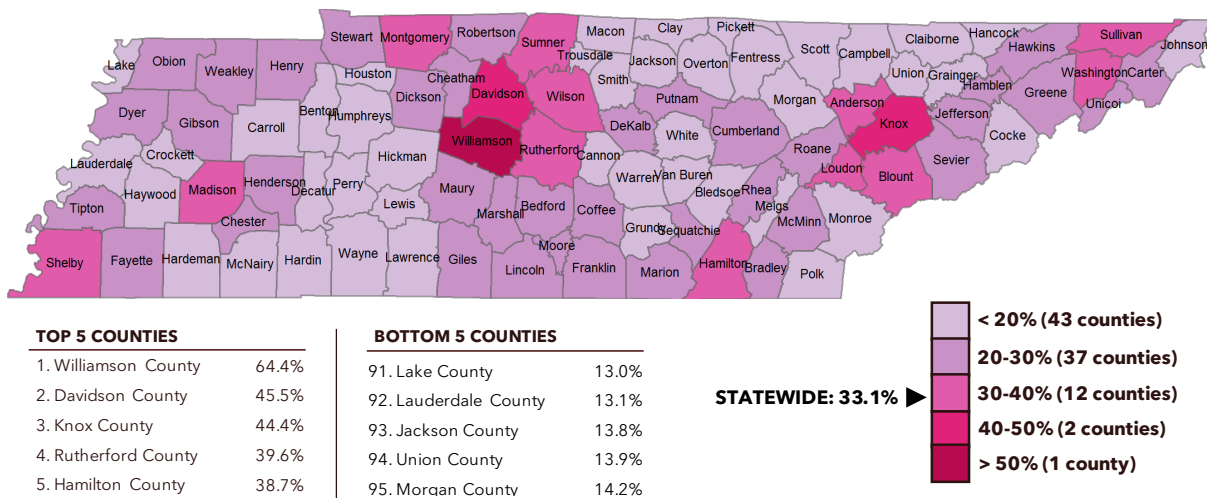 Pickett
Stewart
Montgomery
Robertson
Sumner
Macon
Clay
Scott
Claiborne
Hancock
Hawkins
Sullivan
Johnson
Lake
Obion
Weakley
Henry
Houston
Cheatham
Trousdale
Smith
Jackson
Overton
Fentress
Campbell
Union
Grainger
Hamblen
Greene
Washington
Carter
Unicoi
Dyer
Gibson
Carroll
Benton
Humphreys
Dickson
Davidson
Wilson
Putnam
Morgan
Anderson
Knox
Jefferson
Cocke
Lauderdale
Crockett
Hickman
Williamson
Rutherford
Cannon
DeKalb
White
Cumberland
Roane
Loudon
Blount
Sevier
Tipton
Haywood
Madison
Henderson
Decatur
Perry
Lewis
Maury
Warren
Van Buren
Bledsoe
Rhea
Meigs
McMinn
Monroe
Chester
Marshall
Bedford
Coffee
Grundy
Sequatchie
Shelby
Fayette
Hardeman
McNairy
Hardin
Wayne
Lawrence
Giles
Lincoln
Moore
Franklin
Marion
Hamilton
Bradley
Polk
TOP 5 COUNTIES
1. Williamson County 64.4%
2. Davidson County 45.5%
3. Knox County 44.4%
4. Rutherford County 39.6%
5. Hamilton County 38.7%
BOTTOM 5 COUNTIES
91. Lake County 13.0%
92. Lauderdale County 13.1%
93. Jackson County 13.8%
94. Union County 13.9%
95. Morgan County 14.2%
STATEWIDE: 33.1%
< 20% (43 counties)
20-30% (37 counties)
30-40% (12 counties)
40-50% (2 counties)
> 50% (1 county)